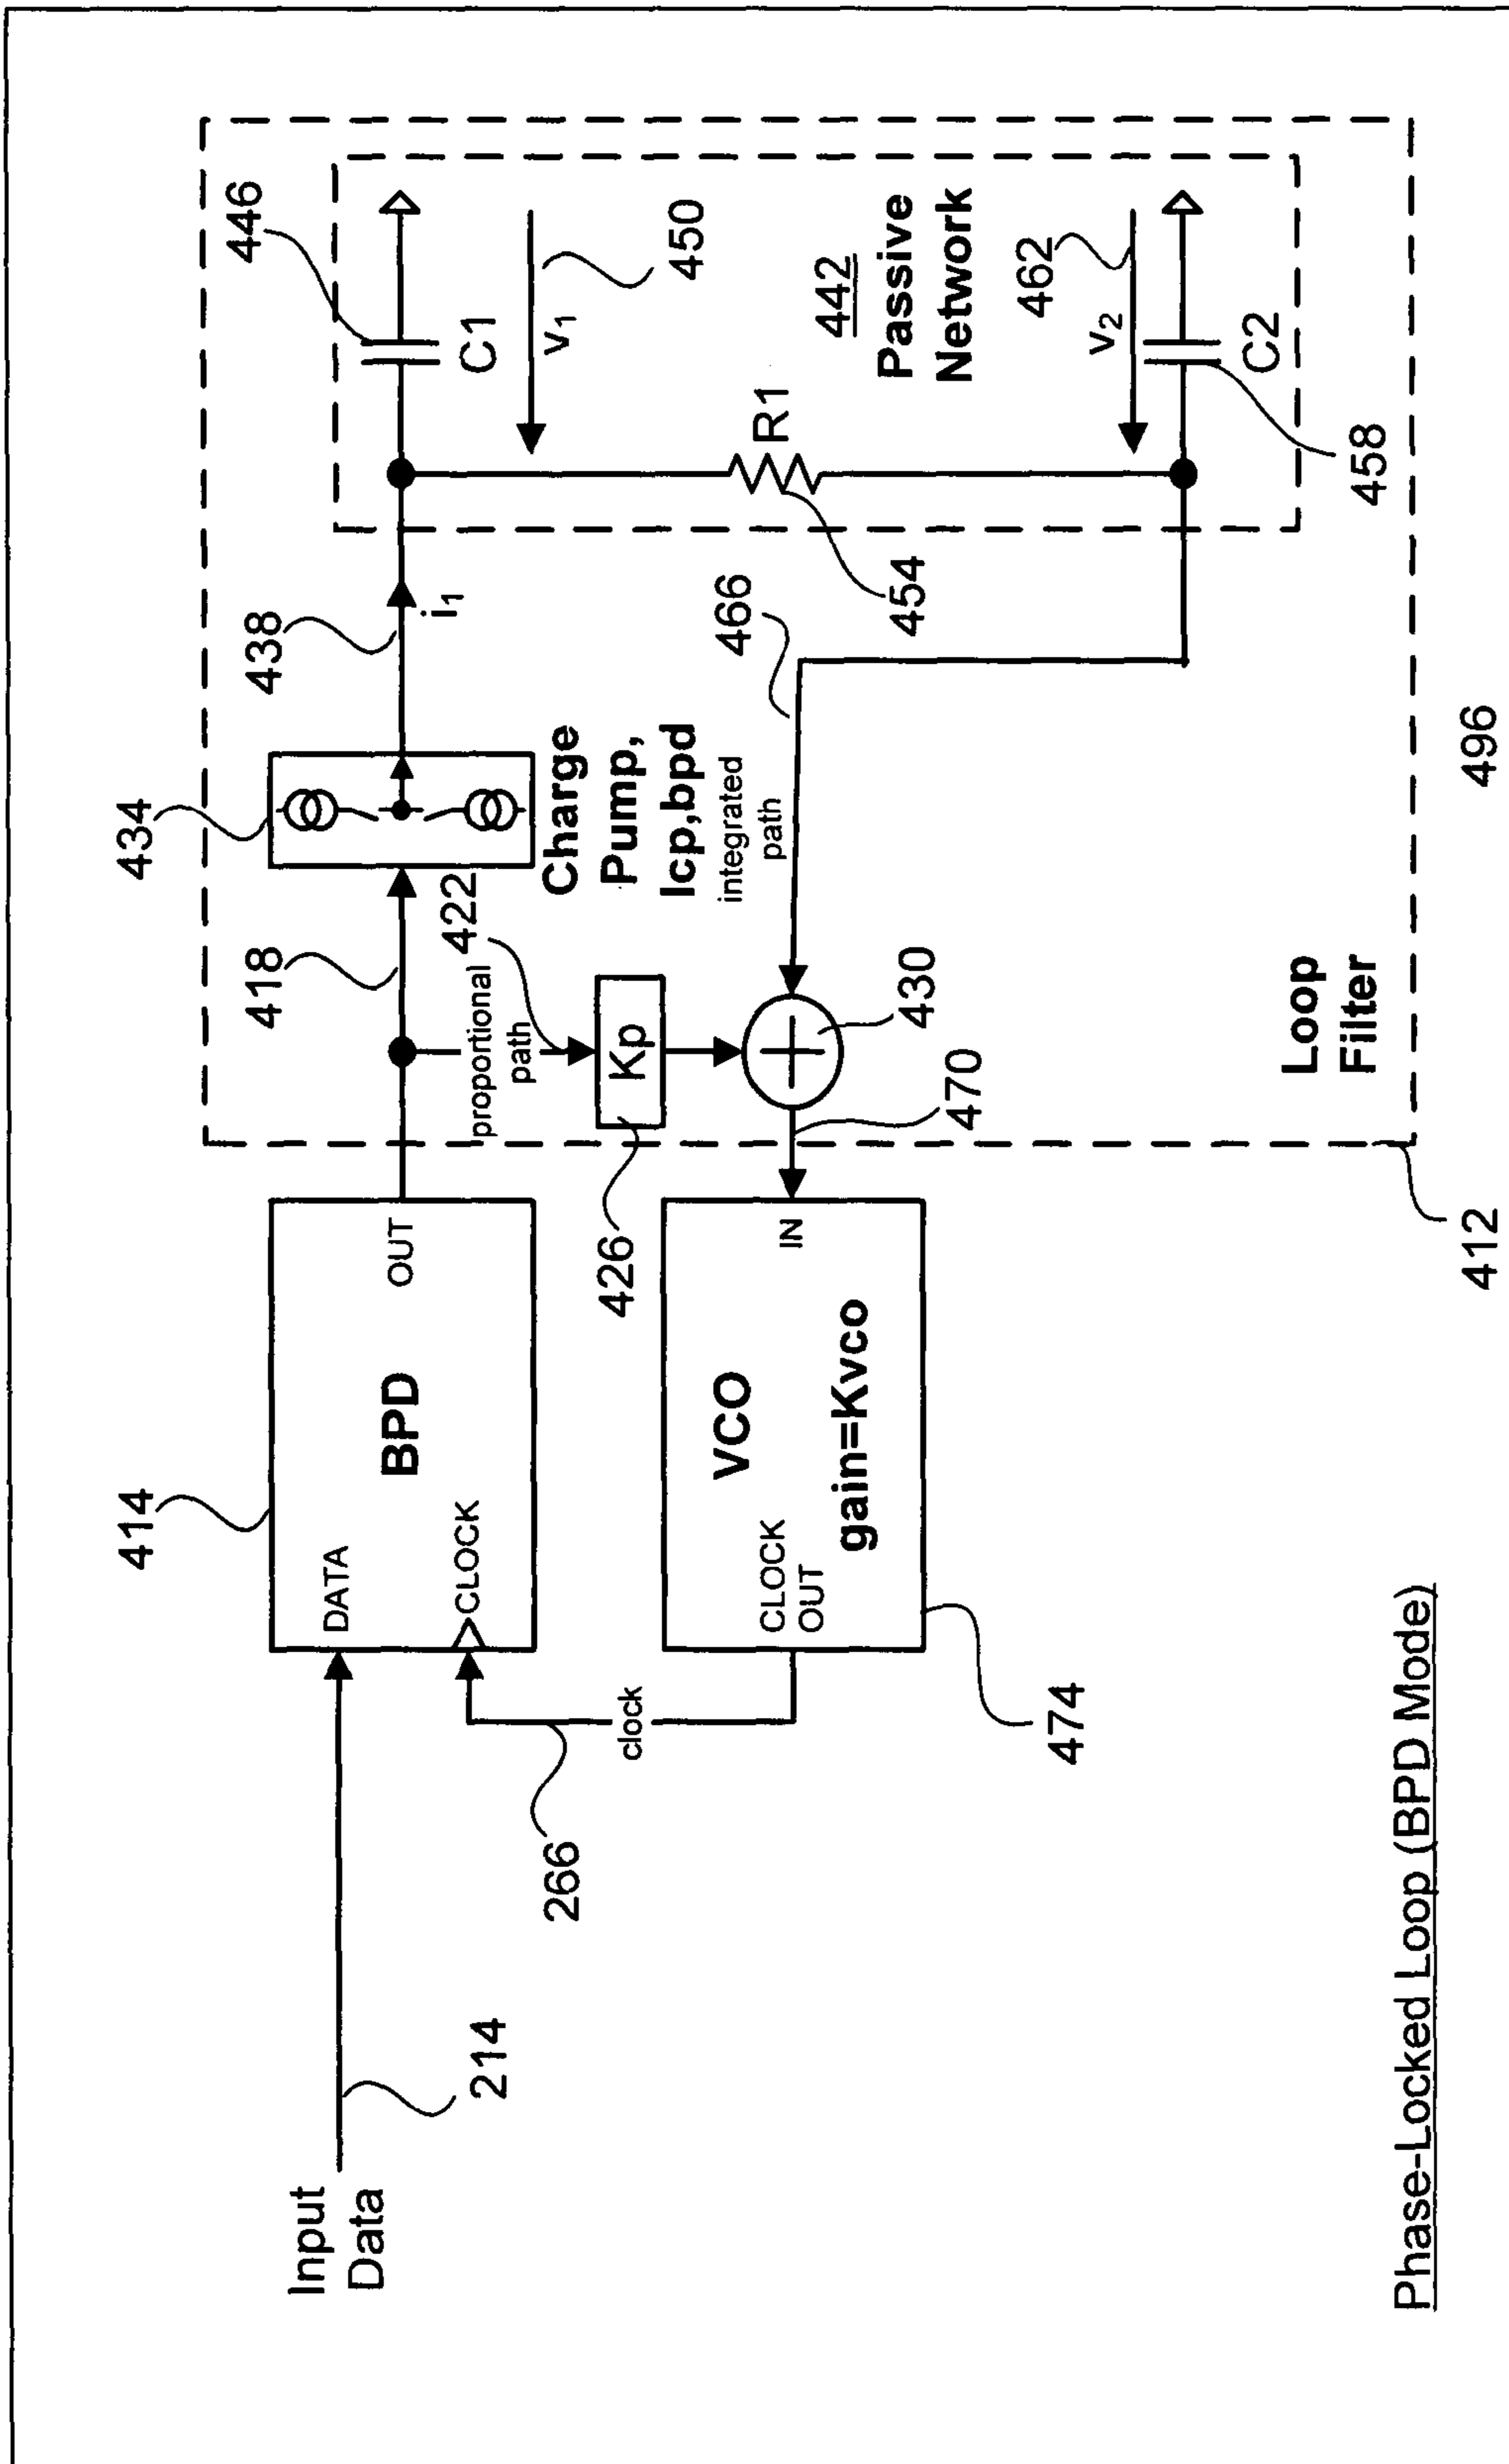 414
434
438
446
418
BPD
DATA
CLOCK
OUT
Input
Data
214
266
clock
proportional
path
422
Charge
Pump,
Icp,bpd
i1
C1
v1
450
442
Passive
Network
R1
454
integrated
path
466
Kp
426
430
470
VCO
gain=Kvco
CLOCK
OUT
IN
474
462
v2
C2
458
Loop
Filter
412
496
Phase-Locked Loop (BPD Mode)